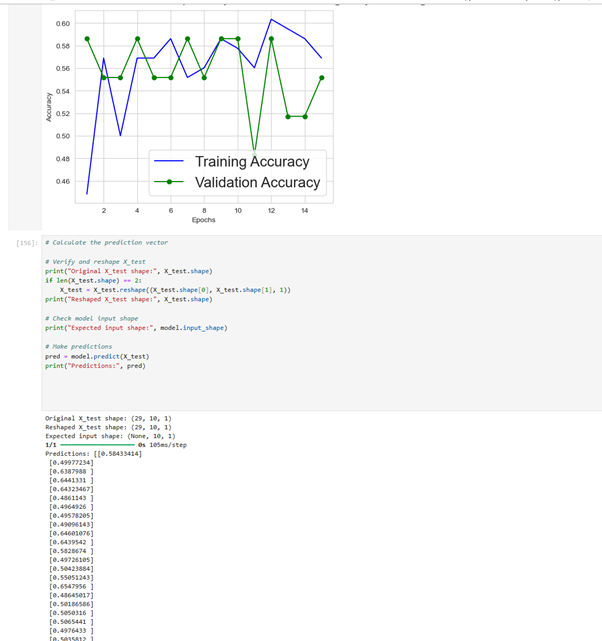 0.60
0.58
0.56
0.54
0.52
0.50
0.48
0.46
Accuracy
Training Accuracy
Validation Accuracy
2 4 6 8 10 12 14
Epochs
[156]: # Calculate the prediction vector
# Verify and reshape X_test
print("Original X_test shape:", X_test.shape)
if len(X_test.shape) == 2:
X_test = X_test.reshape((X_test.shape[0], X_test.shape[1], 1))
print("Reshaped X_test shape:", X_test.shape)
# Check model input shape
print("Expected input shape:", model.input_shape)
# Make predictions
pred = model.predict(X_test)
print("Predictions:", pred)
Original X_test shape: (29, 10, 1)
Reshaped X_test shape: (29, 10, 1)
Expected input shape: (None, 10, 1)
1/1 0s 105ms/step
Predictions: [[0.58433414]
[0.49977234]
[0.6387988 ]
[0.6441331 ]
[0.64323467]
[0.4861143 ]
[0.4964926 ]
[0.49578205]
[0.49096143]
[0.64601076]
[0.6439542 ]
[0.5828674 ]
[0.49726105]
[0.50423884]
[0.55051243]
[0.6547956 ]
[0.48645017]
[0.50186586]
[0.5050316 ]
[0.5065441 ]
[0.4976433 ]
[0.5035812 ]